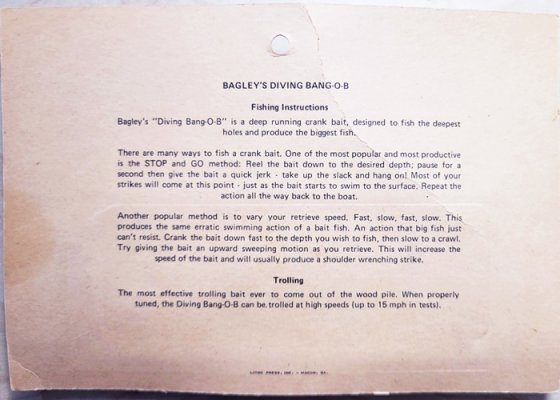 BAGLEY'S DIVING BANG-O-B
Fishing Instructions
Bagley's "Diving Bang-O-B" is a deep running crank bait, designed to fish the deepest
holes and produce the biggest fish.
There are many ways to fish a crank bait. One of the most popular and most productive
is the STOP and GO method: Reel the bait down to the desired depth; pause for
a second then give the bait a quick jerk - take up the slack and hang on! Most of your
strikes will come at this point - just as the bait starts to swim to the surface. Repeat the
action all the way back to the boat.
Another popular method is to vary your retrieve speed. Fast, slow, fast, slow. This
produces the same erratic swimming action of a bait fish. An action that big fish just
can't resist. Crank the bait down fast to the depth you wish to fish, then slow to a crawl.
Try giving the bait an upward sweeping motion as you retrieve. This will increase the
speed of the bait and will usually produce a shoulder wrenching strike.
Trolling
The most effective trolling bait ever to come out of the wood pile. When properly
tuned, the Diving Bang-O-B can be trolled at high speeds (up to 15 mph in tests).
PRESS, INC. - MACON, GA.